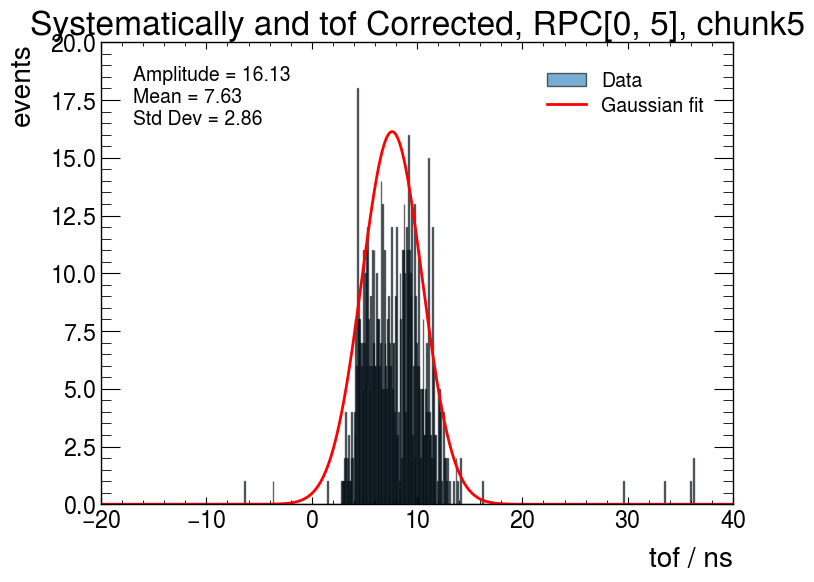 Systematically and tof Corrected, RPC[0, 5], chunk5
events
20.0
17.5
15.0
12.5
10.0
7.5
5.0
2.5
0.0
Amplitude = 16.13
Mean = 7.63
Std Dev = 2.86
Data
Gaussian fit
−20
−10
0
10
20
30
40
tof / ns